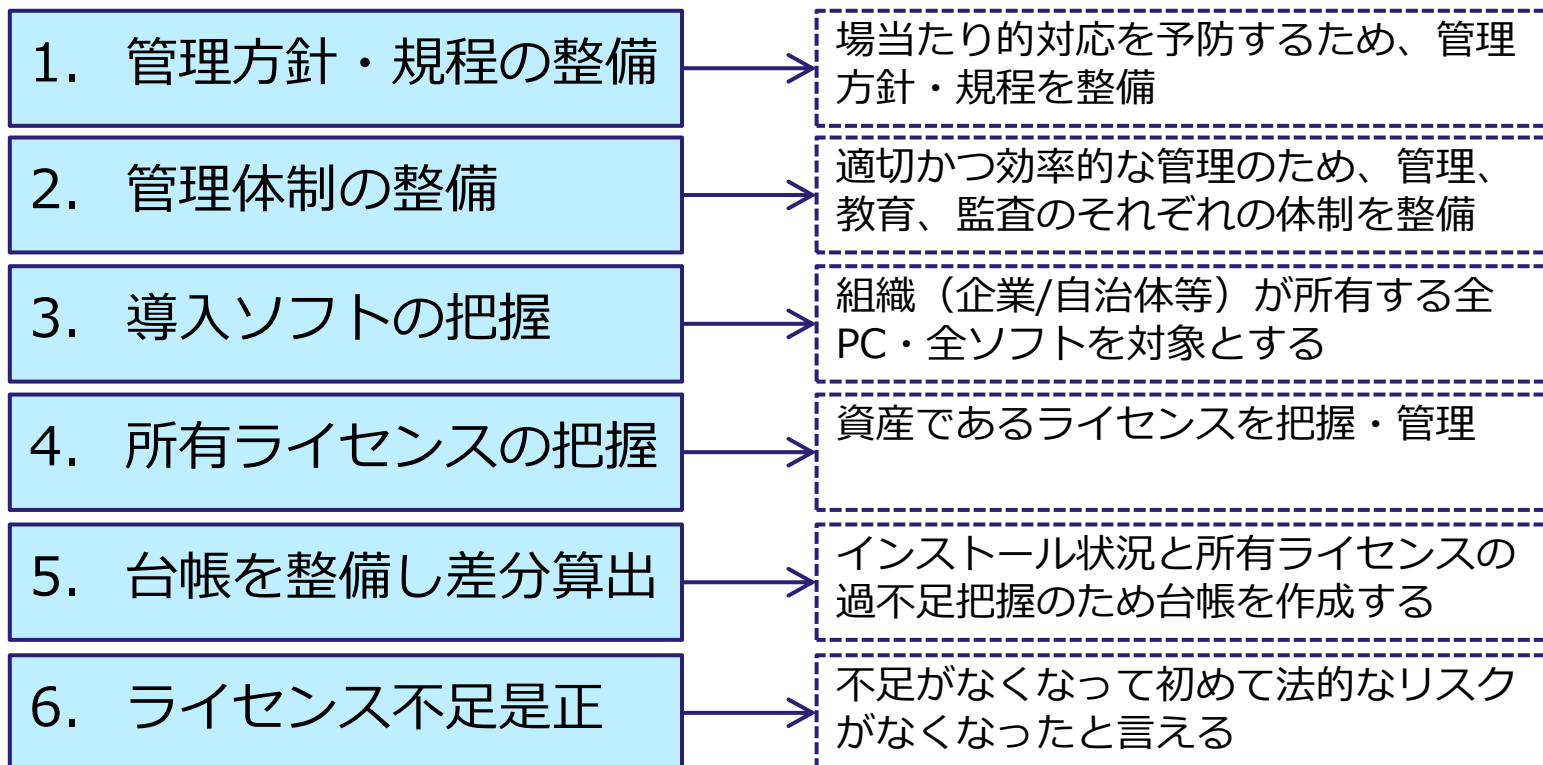 1. 管理方針・規程の整備
場当たり的対応を予防するため、管理
方針・規程を整備
2. 管理体制の整備
適切かつ効率的な管理のため、管理、
教育、監査のそれぞれの体制を整備
3. 導入ソフトの把握
組織（企業/自治体等）が所有する全
PC・全ソフトを対象とする
4. 所有ライセンスの把握
資産であるライセンスを把握・管理
5. 台帳を整備し差分算出
インストール状況と所有ライセンスの
過不足把握のため台帳を作成する
6. ライセンス不足是正
不足がなくなって初めて法的なリスク
がなくなったと言える